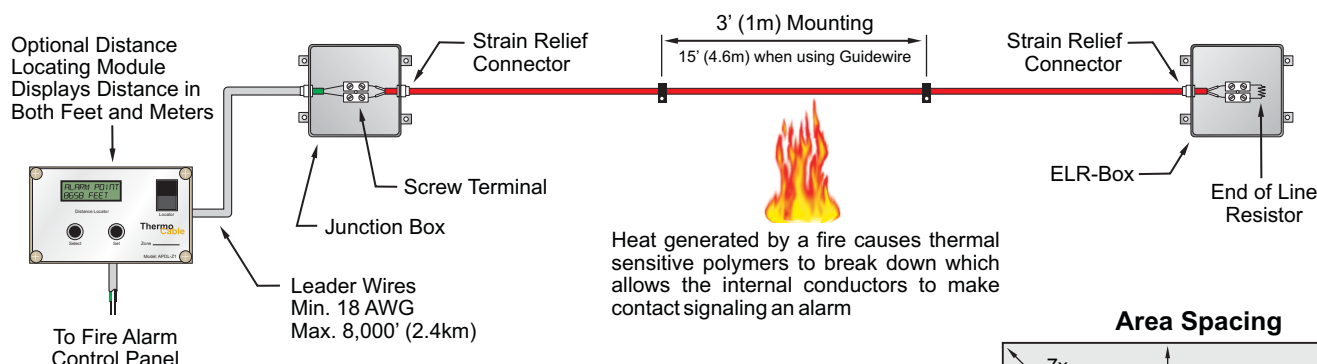 Optional Distance
Locating Module
Displays Distance in
Both Feet and Meters
Strain Relief
Connector
3' (1m) Mounting
15' (4.6m) when using Guidewire
Strain Relief
Connector
ALARM POINT
0658 FEET
Distance Locator
Locator
Select
Set
Thermo
Cable
Zone
Model: APDL-Z1
Screw Terminal
Junction Box
ELR-Box
End of Line
Resistor
Leader Wires
Min. 18 AWG
Max. 8,000' (2.4km)
Heat generated by a fire causes thermal
sensitive polymers to break down which
allows the internal conductors to make
contact signaling an alarm
To Fire Alarm
Control Panel
Area Spacing